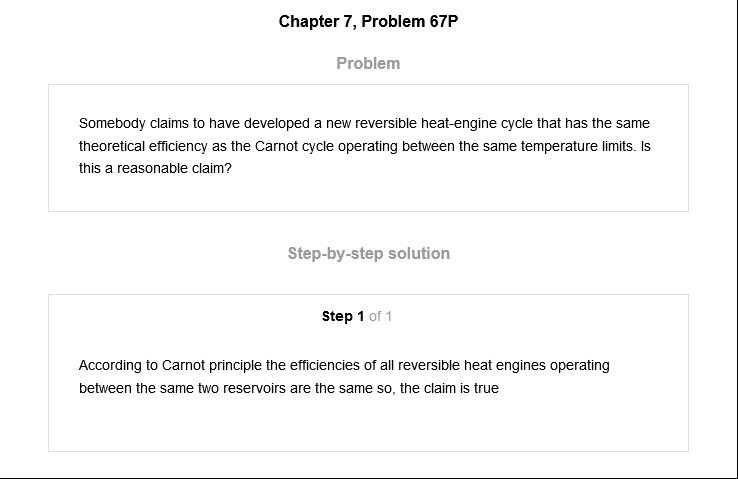 Chapter 7, Problem 67P
Problem
Somebody claims to have developed a new reversible heat-engine cycle that has the same
theoretical efficiency as the Carnot cycle operating between the same temperature limits. Is
this a reasonable claim?
Step-by-step solution
Step 1 of 1
According to Carnot principle the efficiencies of all reversible heat engines operating
between the same two reservoirs are the same so, the claim is true